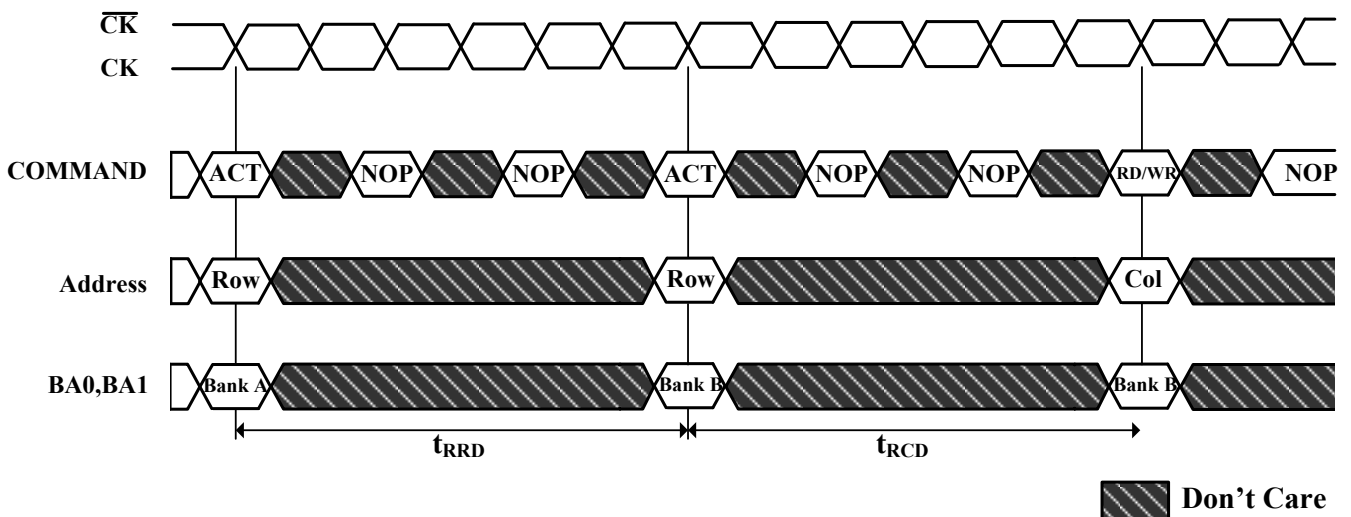 C̅K̅
CK
COMMAND ACT NOP NOP ACT NOP NOP RD/WR NOP
Address Row Row Col
BA0,BA1 Bank A Bank B Bank B
tRRD tRCD
Don’t Care